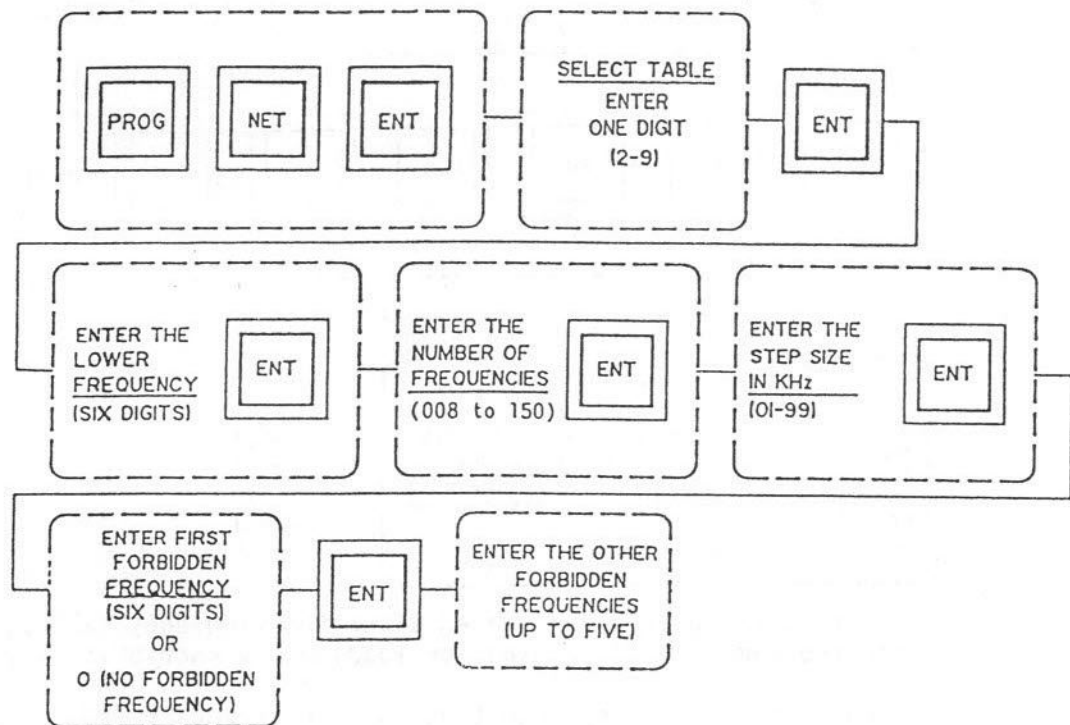 PROG
NET
ENT
SELECT TABLE
ENTER
ONE DIGIT
(2-9)
ENT
ENTER THE
LOWER
FREQUENCY
(SIX DIGITS)
ENT
ENTER THE
NUMBER OF
FREQUENCIES
(008 to 150)
ENT
ENTER THE
STEP SIZE
IN KHz
(01-99)
ENT
ENTER FIRST
FORBIDDEN
FREQUENCY
(SIX DIGITS)
OR
0 (NO FORBIDDEN
FREQUENCY)
ENT
ENTER THE OTHER
FORBIDDEN
FREQUENCIES
(UP TO FIVE)